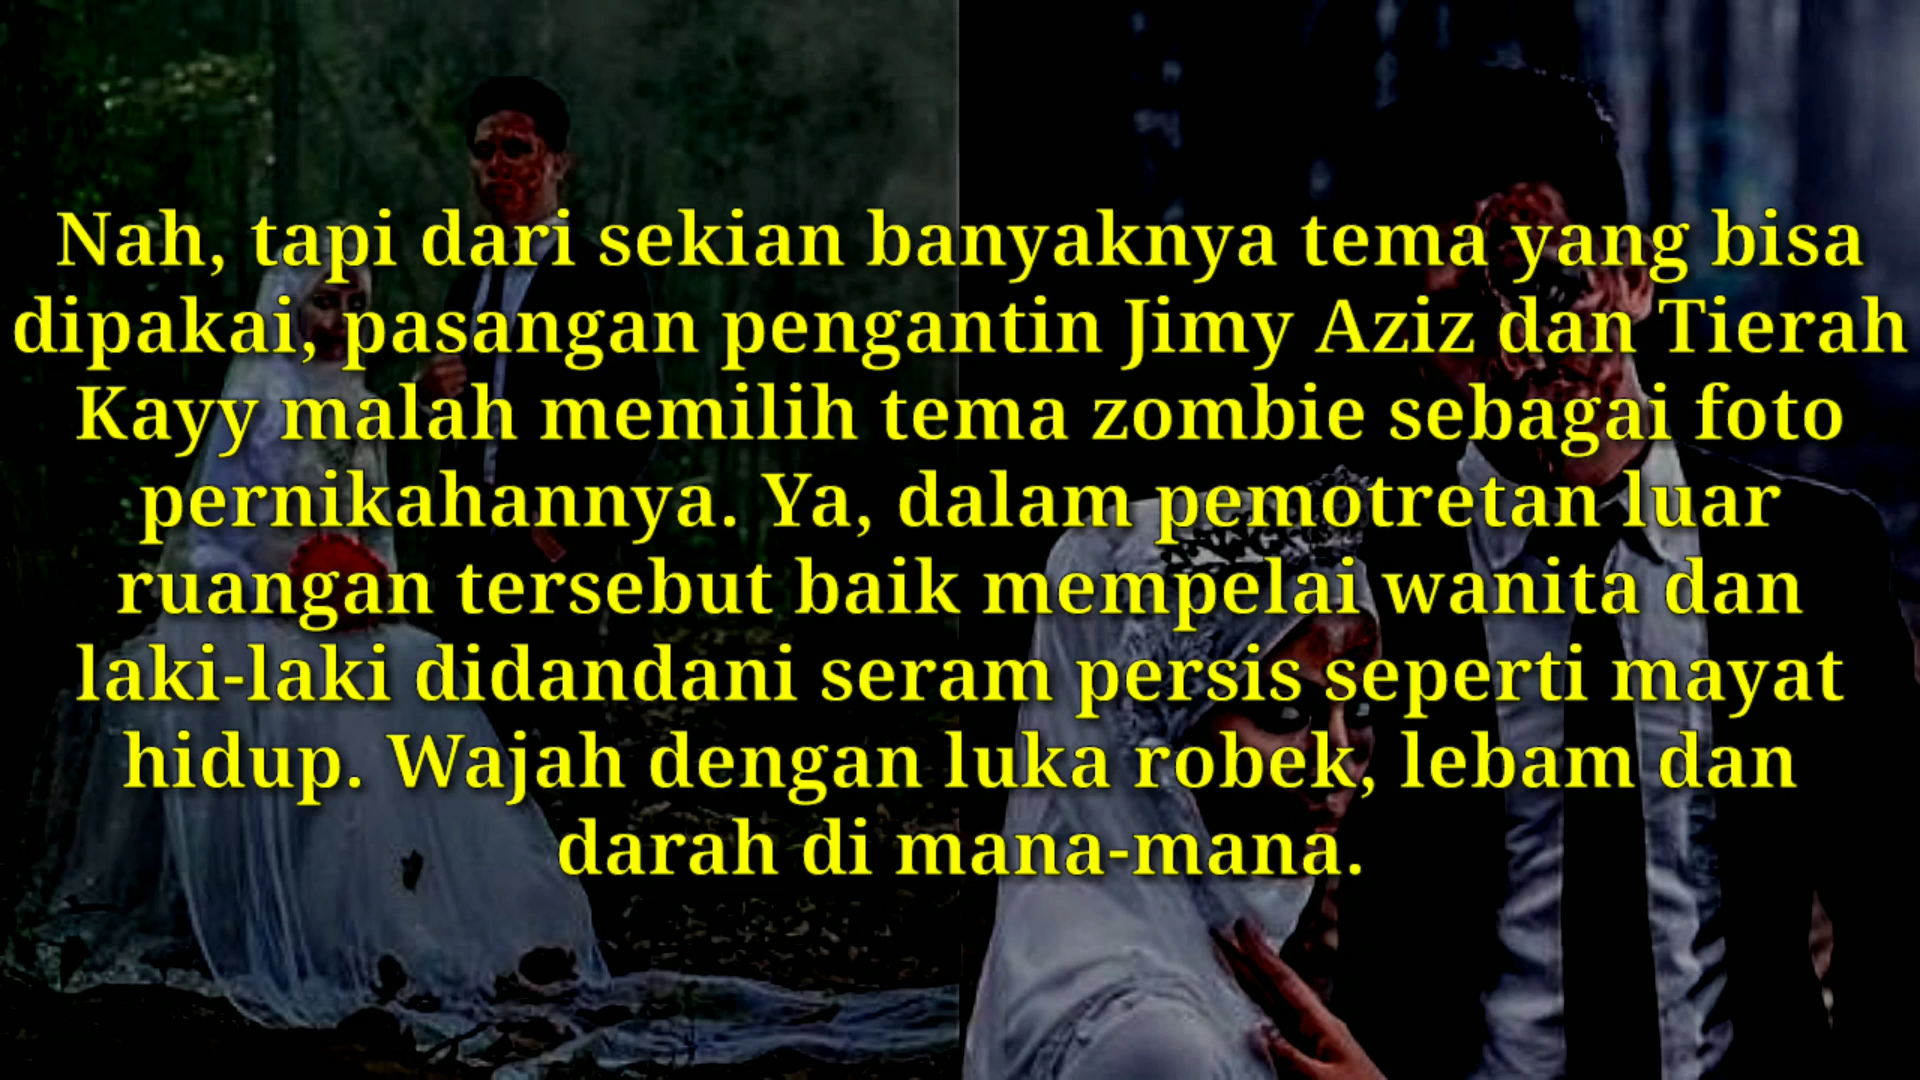 Nah, tapi dari sekian banyaknya tema yang bisa
dipakai, pasangan pengantin Jimy Aziz dan Tierah
Kayy malah memilih tema zombie sebagai foto
pernikahannya. Ya, dalam pemotretan luar
ruangan tersebut baik mempelai wanita dan
laki-laki didandani seram persis seperti mayat
hidup. Wajah dengan luka robek, lebam dan
darah di mana-mana.